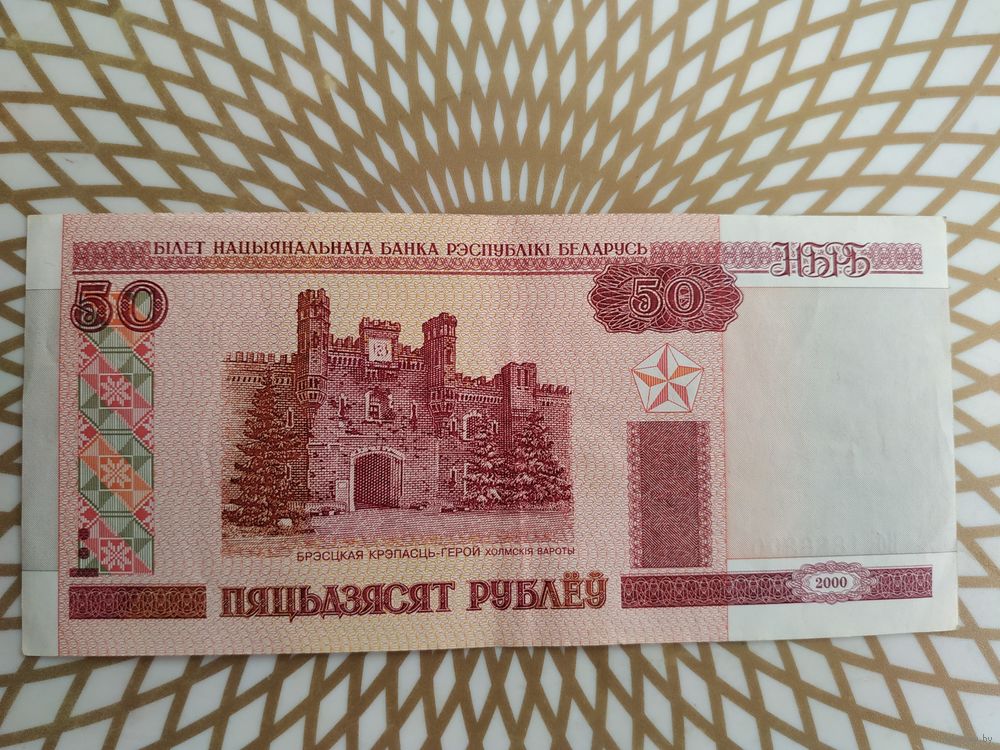 БІЛЕТ НАЦЫЯНАЛЬНАГА БАНКА РЭСПУБЛІКІ БЕЛАРУСЬ
НБРБ
50
50
БРЭСЦКАЯ КРЭПАСЦЬ-ГЕРОЙ ХОЛМСКІЯ ВАРОТЫ
ПЯЦЬДЗЯСЯТ РУБЛЁЎ
2000